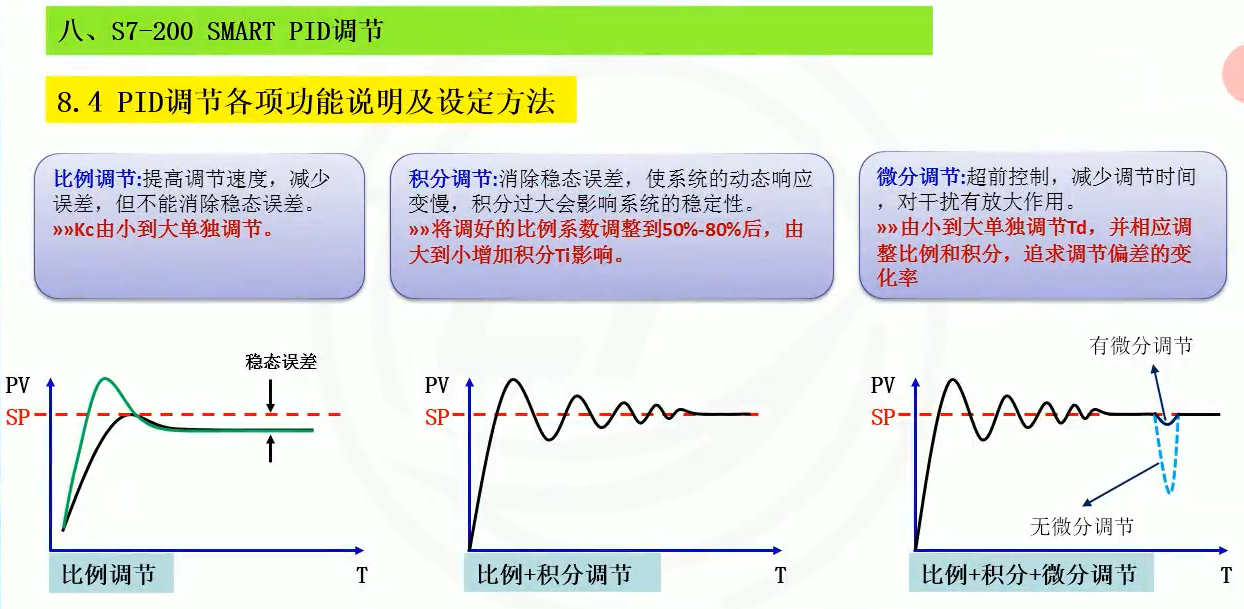 八、S7-200 SMART PID调节
8.4 PID调节各项功能说明及设定方法
比例调节:提高调节速度，减少
误差，但不能消除稳态误差。
»»Kc由小到大单独调节。
积分调节:消除稳态误差，使系统的动态响应
变慢，积分过大会影响系统的稳定性。
»»将调好的比例系数调整到50%-80%后，由
大到小增加积分Ti影响。
微分调节:超前控制，减少调节时间
，对干扰有放大作用。
»»由小到大单独调节Td，并相应调
整比例和积分，追求调节偏差的变
化率
稳态误差
PV
SP
T
比例调节
PV
SP
T
比例+积分调节
有微分调节
PV
SP
无微分调节
T
比例+积分+微分调节